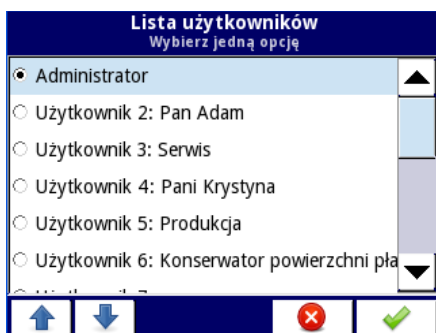 Lista użytkowników
Wybierz jedną opcję
Administrator
Użytkownik 2: Pan Adam
Użytkownik 3: Serwis
Użytkownik 4: Pani Krystyna
Użytkownik 5: Produkcja
Użytkownik 6: Konserwator powierzchni pła